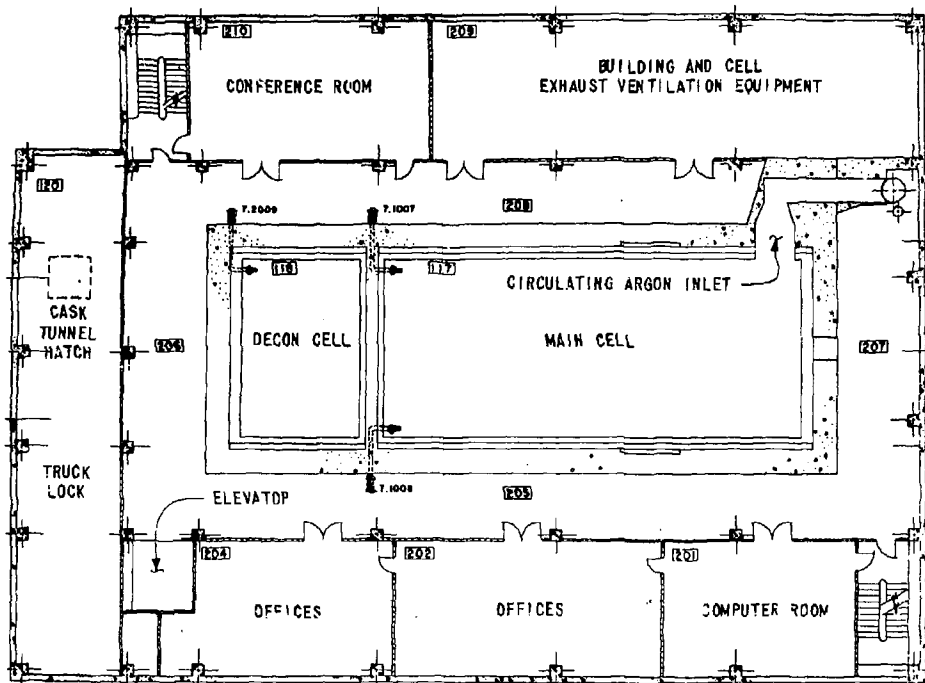 210
209
CONFERENCE ROOM
BUILDING AND CELL
EXHAUST VENTILATION EQUIPMENT
120
7.2009
7.1007
208
118
117
CIRCULATING ARGON INLET
CASK
TUNNEL
HATCH
206
DECON CELL
MAIN CELL
207
TRUCK
LOCK
7.1008
205
ELEVATOP
204
202
201
OFFICES
OFFICES
COMPUTER ROOM